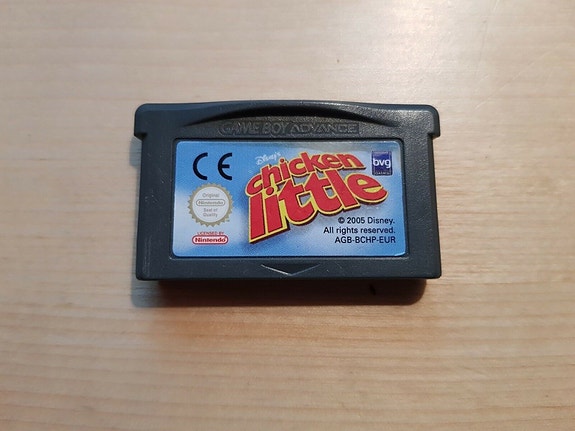 GAME BOY ADVANCE
CE
Disney's
chicken
little
bvg
Original
Nintendo
Seal of
Quality
LICENSED BY
Nintendo
© 2005 Disney.
All rights reserved.
AGB-BCHP-EUR